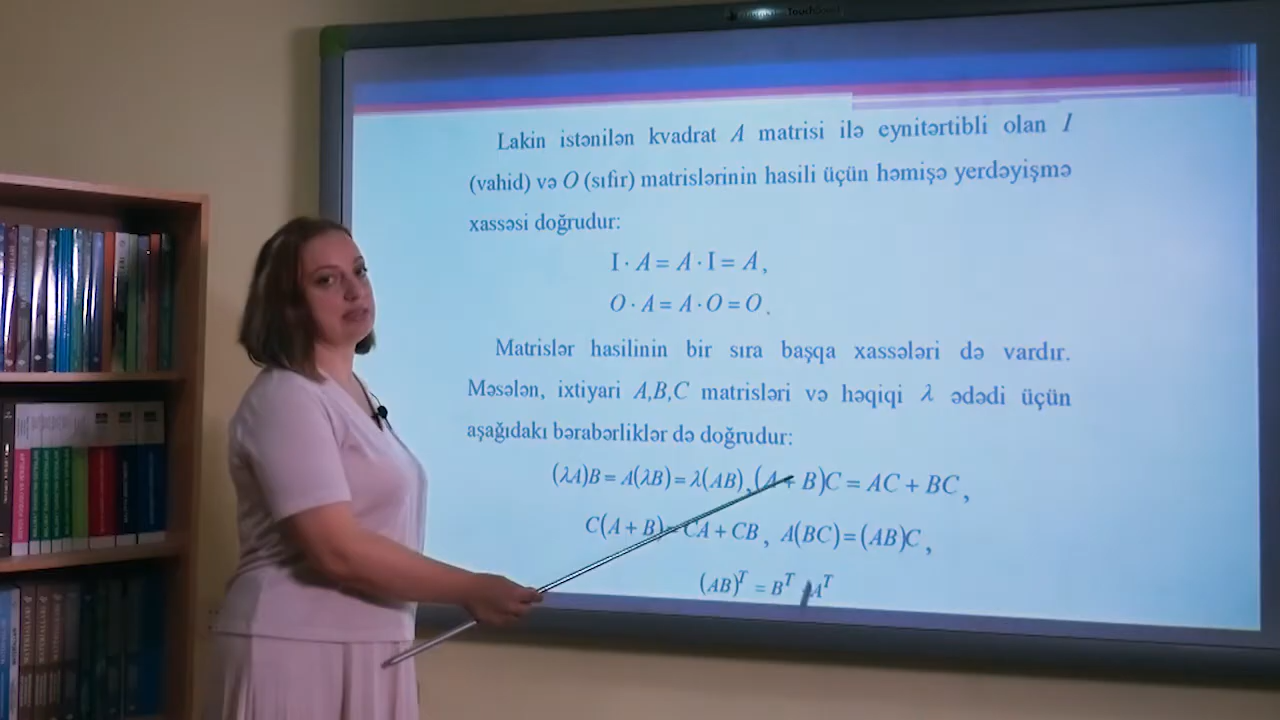 Lakin istənilən kvadrat A matrisi ilə eynitərtibli olan I
(vahid) və O (sıfır) matrislərinin hasili üçün həmişə yerdəyişmə
xassəsi doğrudur:
I · A = A · I = A,
O · A = A · O = O.
Matrislər hasilinin bir sıra başqa xassələri də vardır.
Məsələn, ixtiyari A,B,C matrisləri və həqiqi λ ədədi üçün
aşağıdakı bərabərliklər də doğrudur:
(λA)B = A(λB) = λ(AB), (A + B)C = AC + BC,
C(A + B) = CA + CB, A(BC) = (AB)C,
(AB)ᵀ = Bᵀ Aᵀ